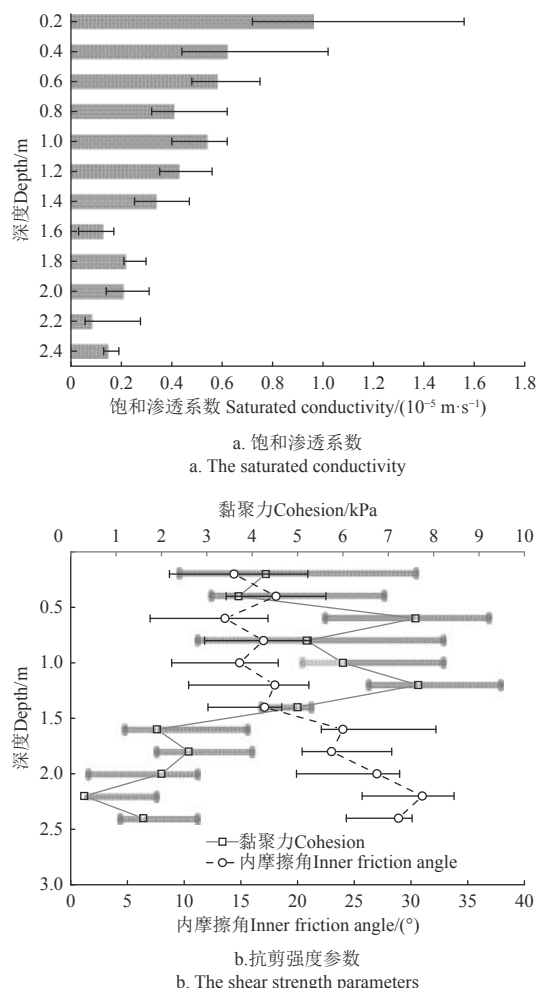 0.2
0.4
0.6
0.8
1.0
1.2
1.4
1.6
1.8
2.0
2.2
2.4
深度Depth/m
0 0.2 0.4 0.6 0.8 1.0 1.2 1.4 1.6 1.8
饱和渗透系数 Saturated conductivity/(10⁻⁵ m·s⁻¹)
a. 饱和渗透系数
a. The saturated conductivity
黏聚力Cohesion/kPa
0 1 2 3 4 5 6 7 8 9 10
0.5
1.0
1.5
2.0
2.5
3.0
深度Depth/m
黏聚力Cohesion
内摩擦角Inner friction angle
0 5 10 15 20 25 30 35 40
内摩擦角Inner friction angle/(°)
b.抗剪强度参数
b. The shear strength parameters